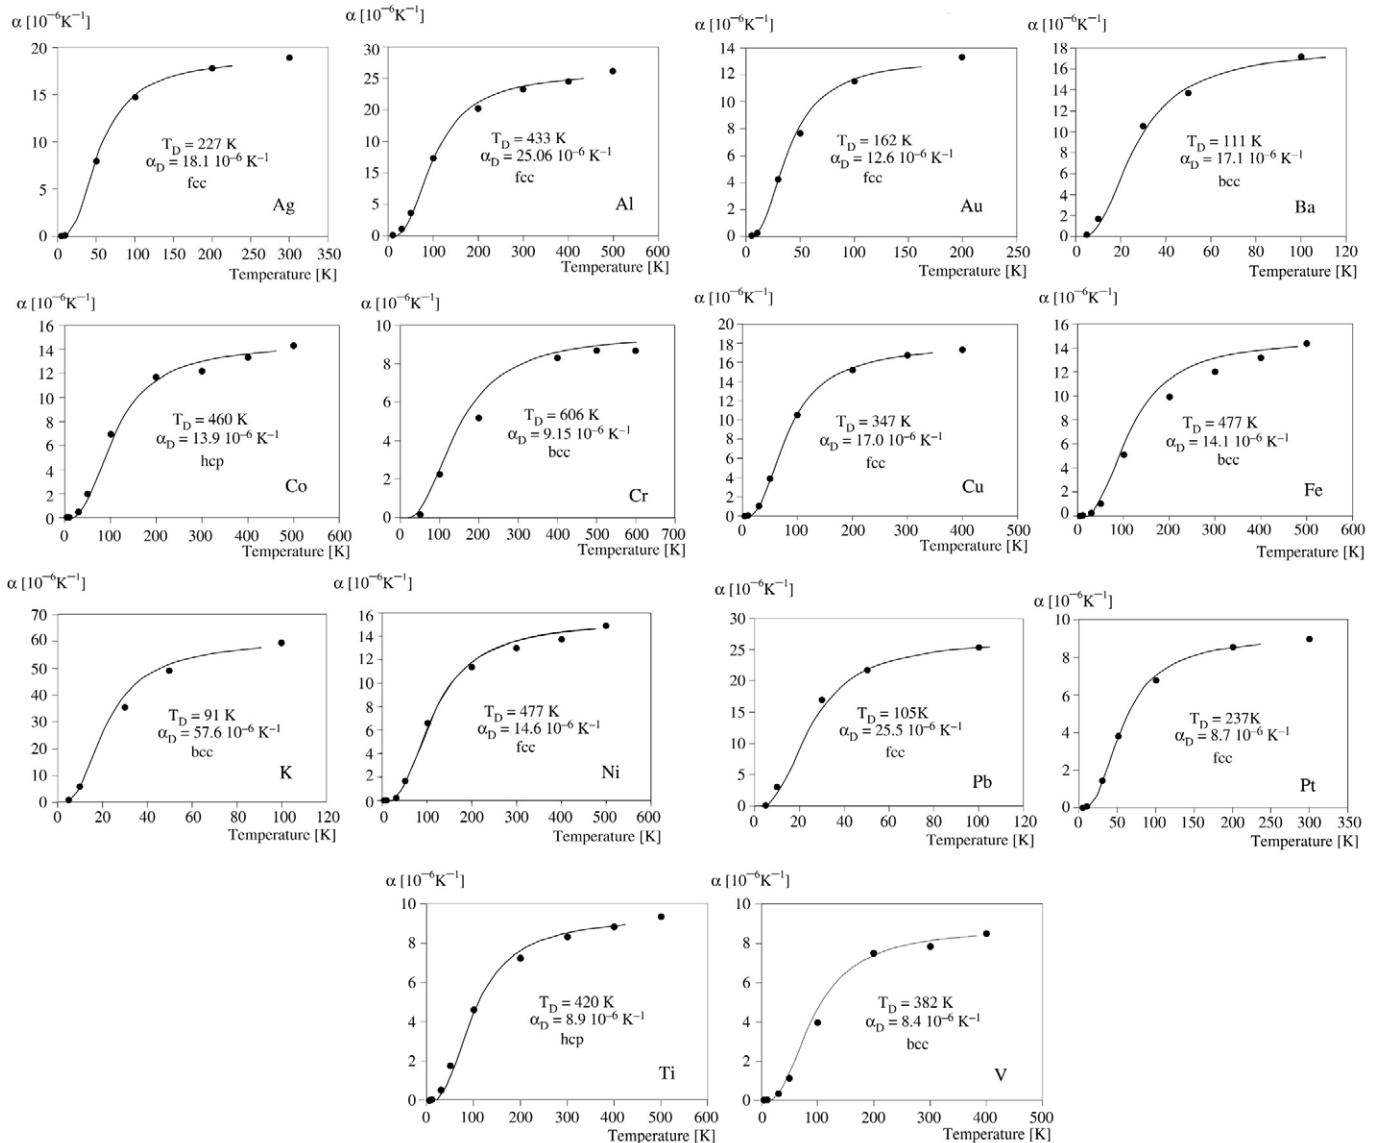 α [10⁻⁶K⁻¹]
20
15
10
5
0
0 50 100 150 200 250 300 350
Temperature [K]
T_D = 227 K
α_D = 18.1 10⁻⁶ K⁻¹
fcc
Ag
α [10⁻⁶K⁻¹]
30
25
20
10
15
5
0
0 100 200 300 400 500 600
Temperature [K]
T_D = 433 K
α_D = 25.06 10⁻⁶ K⁻¹
fcc
Al
α [10⁻⁶K⁻¹]
14
12
10
8
6
4
2
0
0 50 100 150 200 250
Temperature [K]
T_D = 162 K
α_D = 12.6 10⁻⁶ K⁻¹
fcc
Au
α [10⁻⁶K⁻¹]
18
16
14
12
10
8
6
4
2
0
0 20 40 60 80 100 120
Temperature [K]
T_D = 111 K
α_D = 17.1 10⁻⁶ K⁻¹
bcc
Ba
α [10⁻⁶K⁻¹]
16
14
12
10
8
6
4
2
0
0 100 200 300 400 500 600
Temperature [K]
T_D = 460 K
α_D = 13.9 10⁻⁶ K⁻¹
hcp
Co
α [10⁻⁶K⁻¹]
10
8
6
4
2
0
0 100 200 300 400 500 600 700
Temperature [K]
T_D = 606 K
α_D = 9.15 10⁻⁶ K⁻¹
bcc
Cr
α [10⁻⁶K⁻¹]
20
18
16
14
12
10
8
6
4
2
0
0 100 200 300 400 500
Temperature [K]
T_D = 347 K
α_D = 17.0 10⁻⁶ K⁻¹
fcc
Cu
α [10⁻⁶K⁻¹]
16
14
12
10
8
6
4
2
0
0 100 200 300 400 500 600
Temperature [K]
T_D = 477 K
α_D = 14.1 10⁻⁶ K⁻¹
bcc
Fe
α [10⁻⁶K⁻¹]
70
60
50
40
30
20
10
0
0 20 40 60 80 100 120
Temperature [K]
T_D = 91 K
α_D = 57.6 10⁻⁶ K⁻¹
bcc
K
α [10⁻⁶K⁻¹]
16
14
12
10
8
6
4
2
0
0 100 200 300 400 500 600
Temperature [K]
T_D = 477 K
α_D = 14.6 10⁻⁶ K⁻¹
fcc
Ni
α [10⁻⁶K⁻¹]
30
25
20
15
10
5
0
0 20 40 60 80 100 120
Temperature [K]
T_D = 105K
α_D = 25.5 10⁻⁶ K⁻¹
fcc
Pb
α [10⁻⁶K⁻¹]
10
8
6
4
2
0
0 50 100 150 200 250 300 350
Temperature [K]
T_D = 237K
α_D = 8.7 10⁻⁶ K⁻¹
fcc
Pt
α [10⁻⁶K⁻¹]
10
8
6
4
2
0
0 100 200 300 400 500 600
Temperature [K]
T_D = 420 K
α_D = 8.9 10⁻⁶ K⁻¹
hcp
Ti
α [10⁻⁶K⁻¹]
10
8
6
4
2
0
0 100 200 300 400 500
Temperature [K]
T_D = 382 K
α_D = 8.4 10⁻⁶ K⁻¹
bcc
V